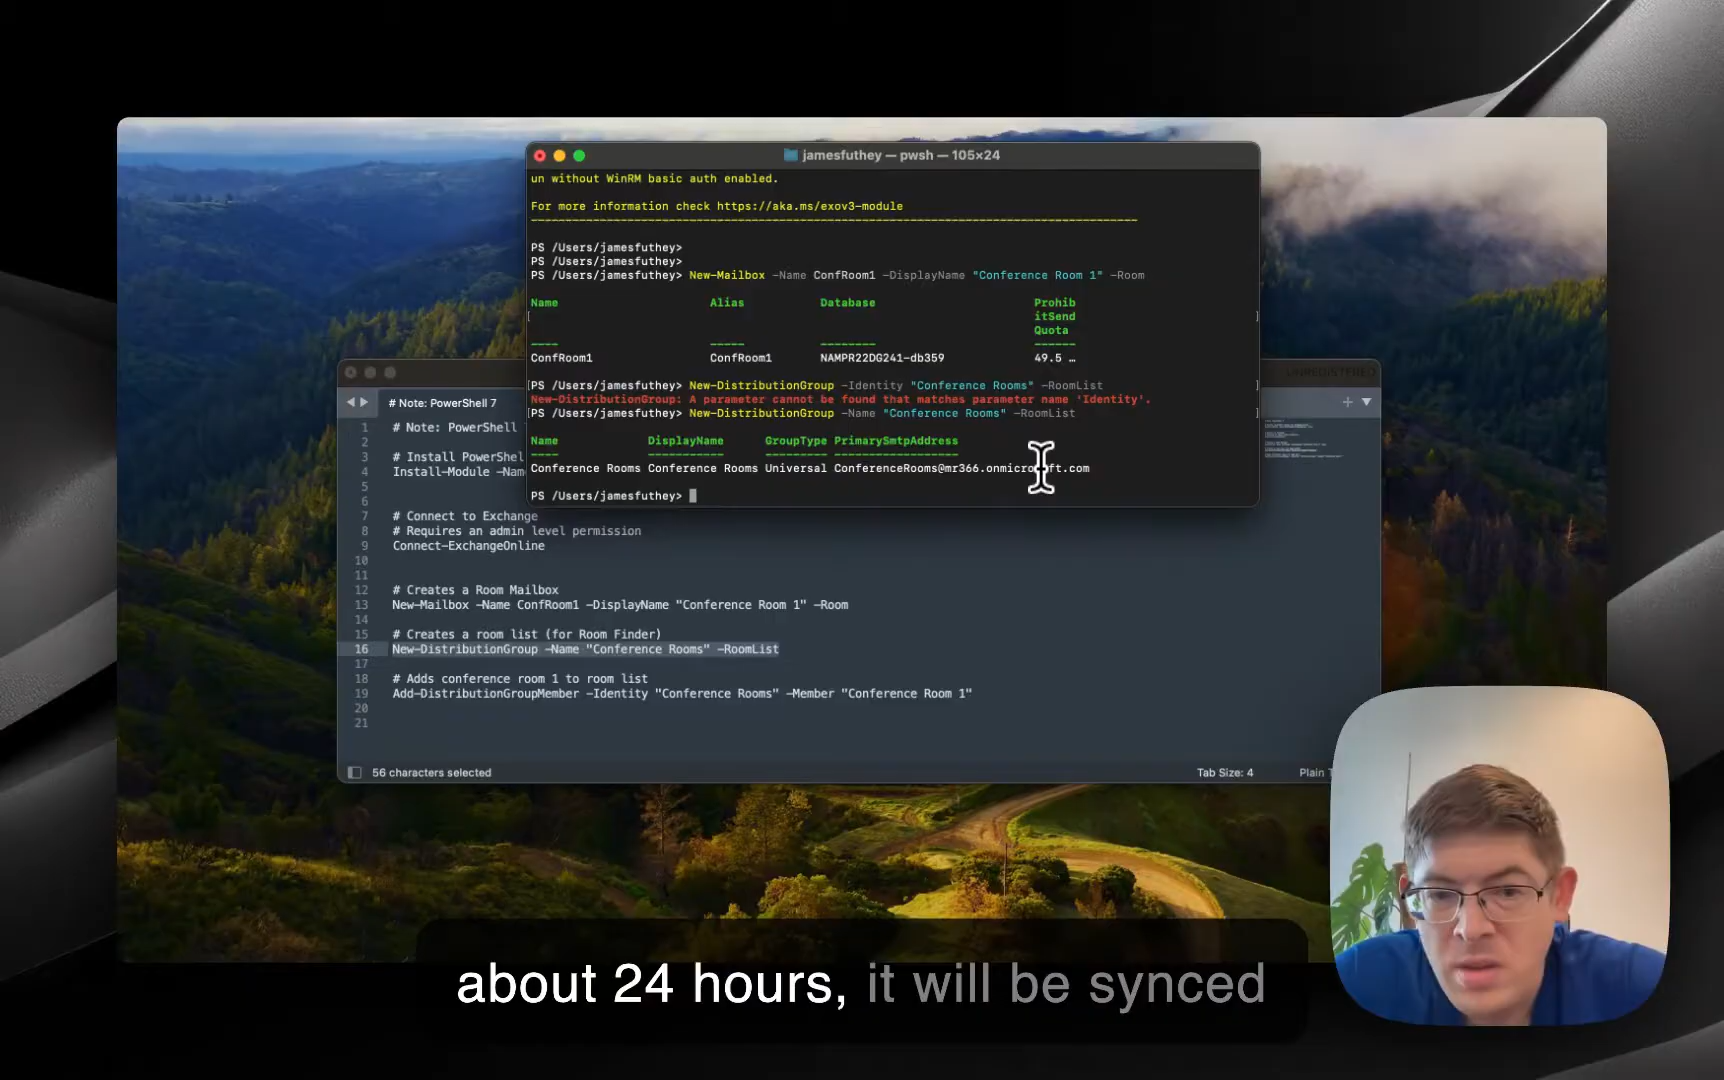 jamesfuthey — pwsh — 105×24
un without WinRM basic auth enabled.
For more information check https://aka.ms/exov3-module
PS /Users/jamesfuthey>
PS /Users/jamesfuthey>
PS /Users/jamesfuthey> New-Mailbox -Name ConfRoom1 -DisplayName "Conference Room 1" -Room
Name Alias Database Prohib
itSend
Quota
---- ----- -------- ------
ConfRoom1 ConfRoom1 NAMPR22DG241-db359 49.5 …
PS /Users/jamesfuthey> New-DistributionGroup -Identity "Conference Rooms" -RoomList
New-DistributionGroup: A parameter cannot be found that matches parameter name 'Identity'.
PS /Users/jamesfuthey> New-DistributionGroup -Name "Conference Rooms" -RoomList
Name DisplayName GroupType PrimarySmtpAddress
---- ----------- --------- ------------------
Conference Rooms Conference Rooms Universal ConferenceRooms@mr366.onmicrosoft.com
PS /Users/jamesfuthey>
UNREGISTERED
# Note: PowerShell 7
1 # Note: PowerShell
2
3 # Install PowerShel
4 Install-Module -Nam
5
6
7 # Connect to Exchange
8 # Requires an admin level permission
9 Connect-ExchangeOnline
10
11
12 # Creates a Room Mailbox
13 New-Mailbox -Name ConfRoom1 -DisplayName "Conference Room 1" -Room
14
15 # Creates a room list (for Room Finder)
16 New-DistributionGroup -Name "Conference Rooms" -RoomList
17
18 # Adds conference room 1 to room list
19 Add-DistributionGroupMember -Identity "Conference Rooms" -Member "Conference Room 1"
20
21
56 characters selected Tab Size: 4 Plain
about 24 hours, it will be synced